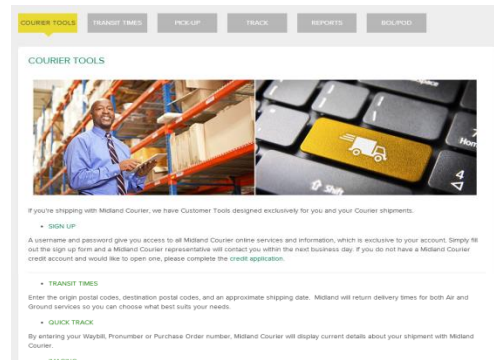 COURIER TOOLS
TRANSIT TIMES
PICK-UP
TRACK
REPORTS
BOL/POD
COURIER TOOLS
Home
Shift
4
If you're shipping with Midland Courier, we have Customer Tools designed exclusively for you and your Courier shipments.
• SIGN UP
A username and password give you access to all Midland Courier online services and information, which is exclusive to your account. Simply fill
out the sign up form and a Midland Courier representative will contact you within the next business day. If you do not have a Midland Courier
credit account and would like to open one, please complete the credit application.
• TRANSIT TIMES
Enter the origin postal codes, destination postal codes, and an approximate shipping date. Midland will return delivery times for both Air and
Ground services so you can choose what best suits your needs.
• QUICK TRACK
By entering your Waybill, Pronumber or Purchase Order number, Midland Courier will display current details about your shipment with Midland
Courier.